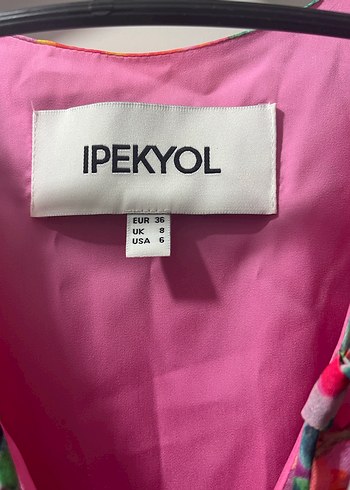 IPEKYOL
EUR 36
UK 8
USA 6